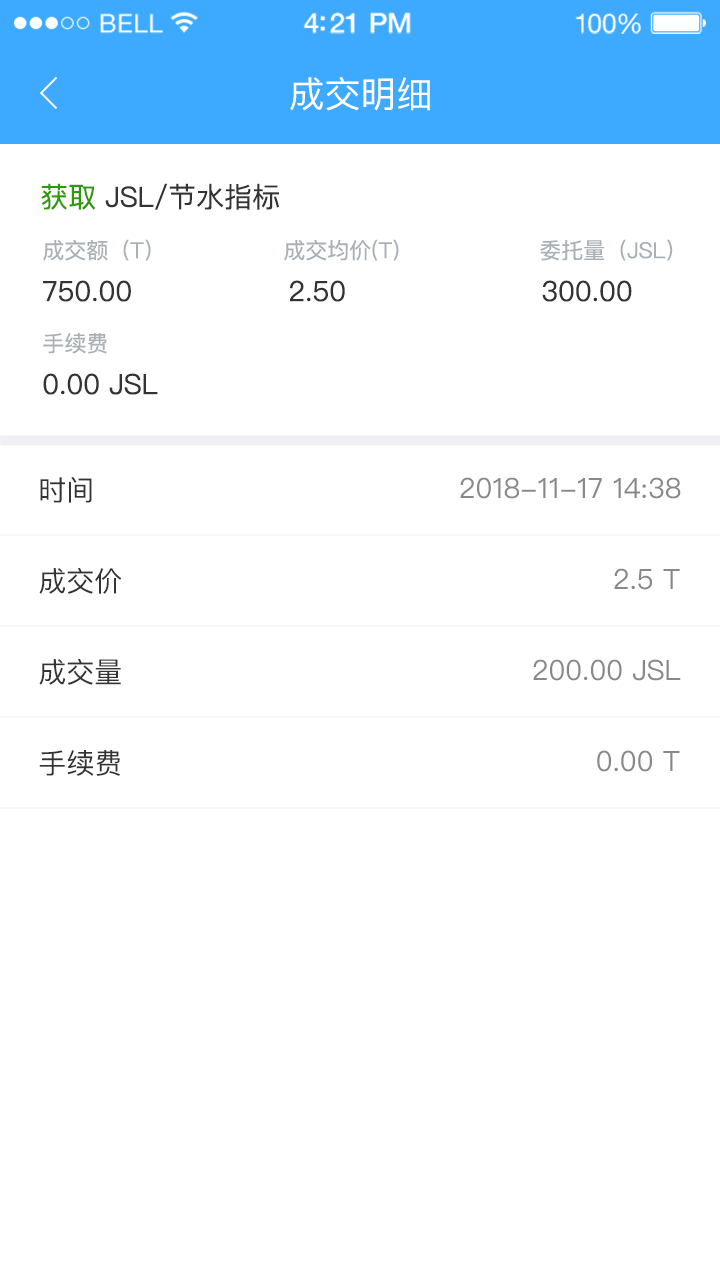 BELL 4:21 PM 100%
成交明细
获取 JSL/节水指标
成交额（T） 成交均价(T) 委托量（JSL）
750.00 2.50 300.00
手续费
0.00 JSL
时间 2018-11-17 14:38
成交价 2.5 T
成交量 200.00 JSL
手续费 0.00 T